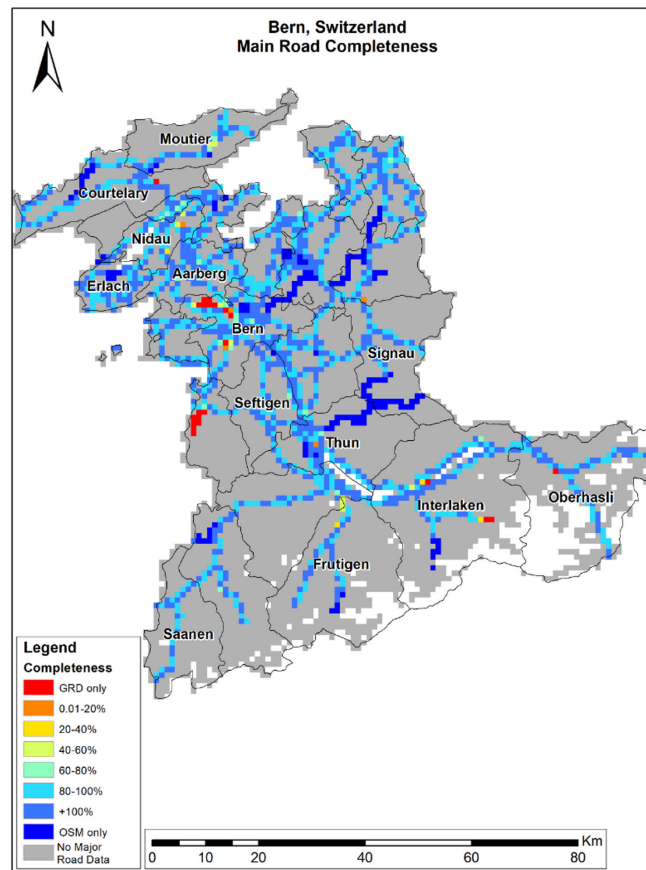 Bern, Switzerland
Main Road Completeness
N
Moutier
Courtelary
Nidau
Erlach
Aarberg
Bern
Signau
Seftigen
Thun
Interlaken
Oberhasli
Frutigen
Saanen
Legend
Completeness
GRD only
0.01-20%
20-40%
40-60%
60-80%
80-100%
+100%
OSM only
No Major
Road Data
Km
0 10 20 40 60 80